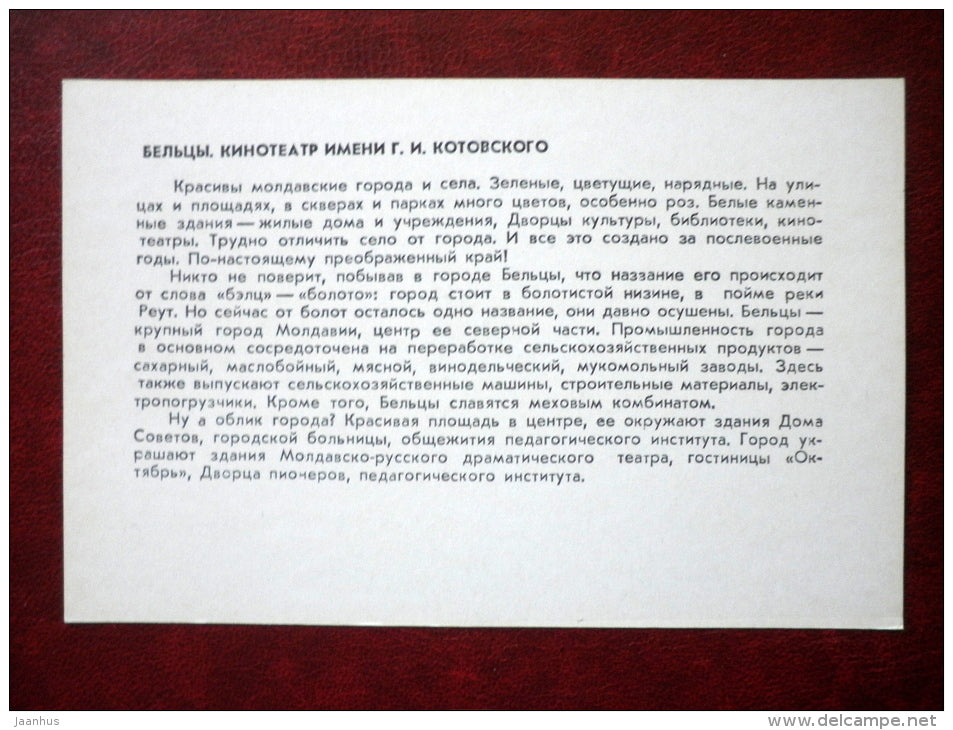 БЕЛЬЦЫ. КИНОТЕАТР ИМЕНИ Г. И. КОТОВСКОГО
Красивы молдавские города и села. Зеленые, цветущие, нарядные. На ули-
цах и площадях, в скверах и парках много цветов, особенно роз. Белые камен-
ные здания — жилые дома и учреждения, Дворцы культуры, библиотеки, кино-
театры. Трудно отличить село от города. И все это создано за послевоенные
годы. По-настоящему преображенный край!
Никто не поверит, побывав в городе Бельцы, что название его происходит
от слова «бэлц» — «болото»: город стоит в болотистой низине, в пойме реки
Реут. Но сейчас от болот осталось одно название, они давно осушены. Бельцы —
крупный город Молдавии, центр ее северной части. Промышленность города
в основном сосредоточена на переработке сельскохозяйственных продуктов —
сахарный, маслобойный, мясной, винодельческий, мукомольный заводы. Здесь
также выпускают сельскохозяйственные машины, строительные материалы, элек-
тропогрузчики. Кроме того, Бельцы славятся меховым комбинатом.
Ну а облик города? Красивая площадь в центре, ее окружают здания Дома
Советов, городской больницы, общежития педагогического института. Город ук-
рашают здания Молдавско-русского драматического театра, гостиницы «Ок-
тябрь», Дворца пионеров, педагогического института.
jaanhus
www.delcampe.net